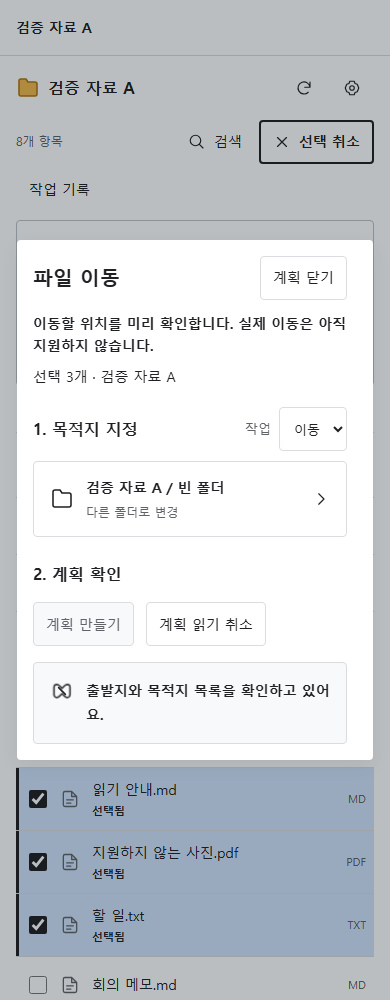 검증 자료 A
검증 자료 A
8개 항목
검색
선택 취소
작업 기록
파일 이동
계획 닫기
이동할 위치를 미리 확인합니다. 실제 이동은 아직
지원하지 않습니다.
선택 3개 · 검증 자료 A
1. 목적지 지정
작업
이동
검증 자료 A / 빈 폴더
다른 폴더로 변경
2. 계획 확인
계획 만들기
계획 읽기 취소
출발지와 목적지 목록을 확인하고 있어
요.
읽기 안내.md
선택됨
MD
지원하지 않는 사진.pdf
선택됨
PDF
할 일.txt
선택됨
TXT
회의 메모.md
MD